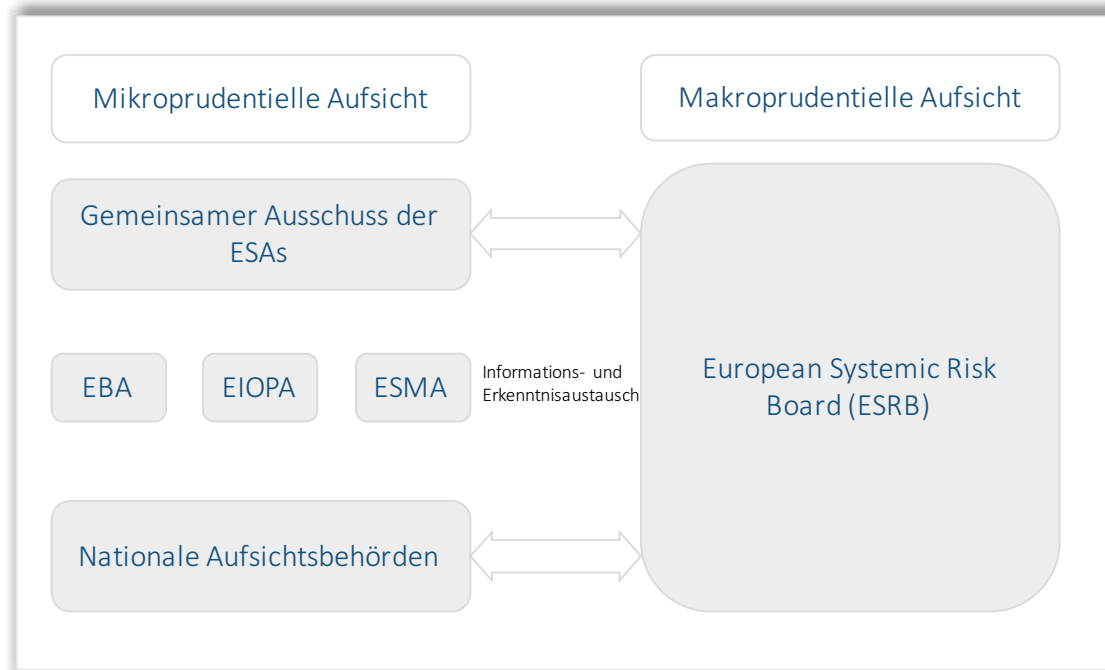 Mikroprudentielle Aufsicht
Makroprudentielle Aufsicht
Gemeinsamer Ausschuss der
ESAs
EBA
EIOPA
ESMA
Informations- und
Erkenntnisaustausch
European Systemic Risk
Board (ESRB)
Nationale Aufsichtsbehörden